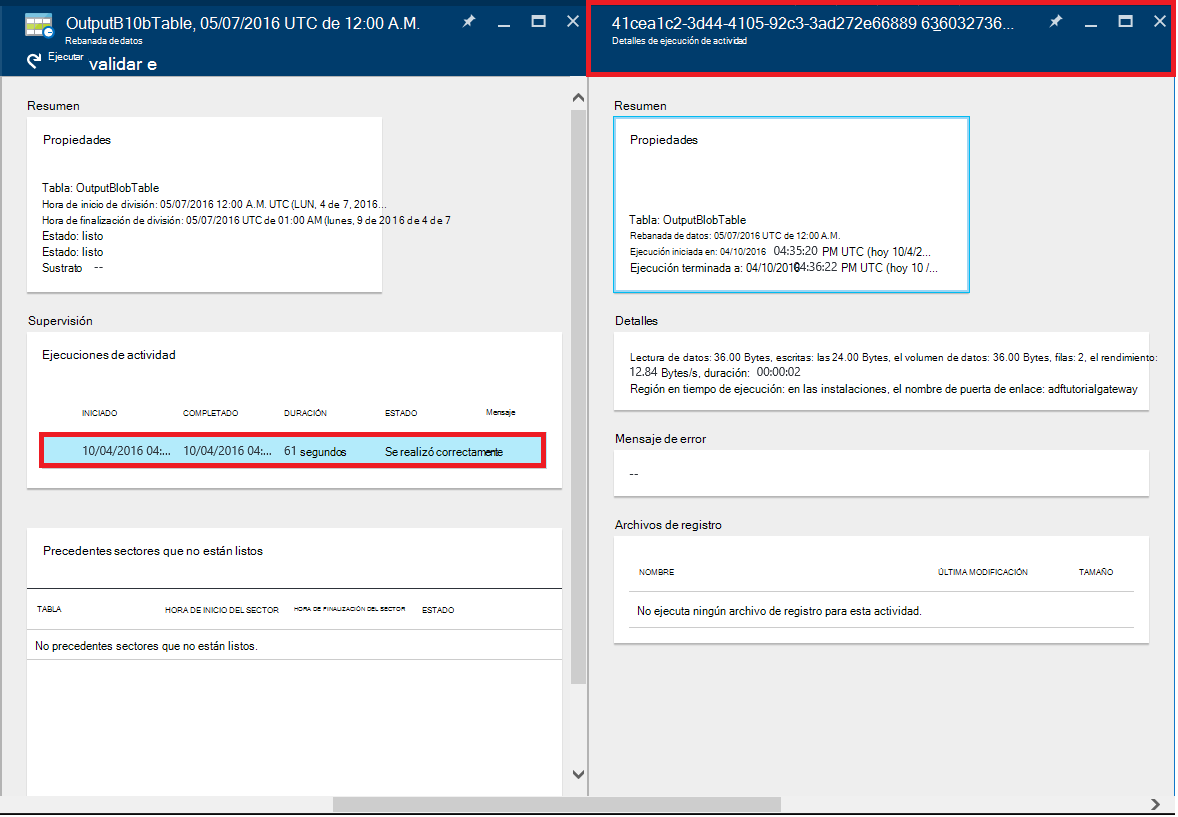 OutputB10bTable, 05/07/2016 UTC de 12:00 A.M.
Rebanada de datos
Ejecutar validar e
Resumen
Propiedades
Tabla: OutputBlobTable
Hora de inicio de división: 05/07/2016 12:00 A.M. UTC (LUN, 4 de 7, 2016...
Hora de finalización de división: 05/07/2016 UTC de 01:00 AM (lunes, 9 de 2016 de 4 de 7
Estado: listo
Estado: listo
Sustrato --
Supervisión
Ejecuciones de actividad
INICIADO COMPLETADO DURACIÓN ESTADO Mensaje
10/04/2016 04:... 10/04/2016 04:... 61 segundos Se realizó correctamente
Precedentes sectores que no están listos
TABLA HORA DE INICIO DEL SECTOR HORA DE FINALIZACIÓN DEL SECTOR ESTADO
No precedentes sectores que no están listos.
41cea1c2-3d44-4105-92c3-3ad272e66889 636032736...
Detalles de ejecución de actividad
Resumen
Propiedades
Tabla: OutputBlobTable
Rebanada de datos: 05/07/2016 UTC de 12:00 A.M.
Ejecución iniciada en: 04/10/2016 04:35:20 PM UTC (hoy 10/4/2...
Ejecución terminada a: 04/10/2016 04:36:22 PM UTC (hoy 10 /...
Detalles
Lectura de datos: 36.00 Bytes, escritas: las 24.00 Bytes, el volumen de datos: 36.00 Bytes, filas: 2, el rendimiento:
12.84 Bytes/s, duración: 00:00:02
Región en tiempo de ejecución: en las instalaciones, el nombre de puerta de enlace: adftutorialgateway
Mensaje de error
--
Archivos de registro
NOMBRE ÚLTIMA MODIFICACIÓN TAMAÑO
No ejecuta ningún archivo de registro para esta actividad.